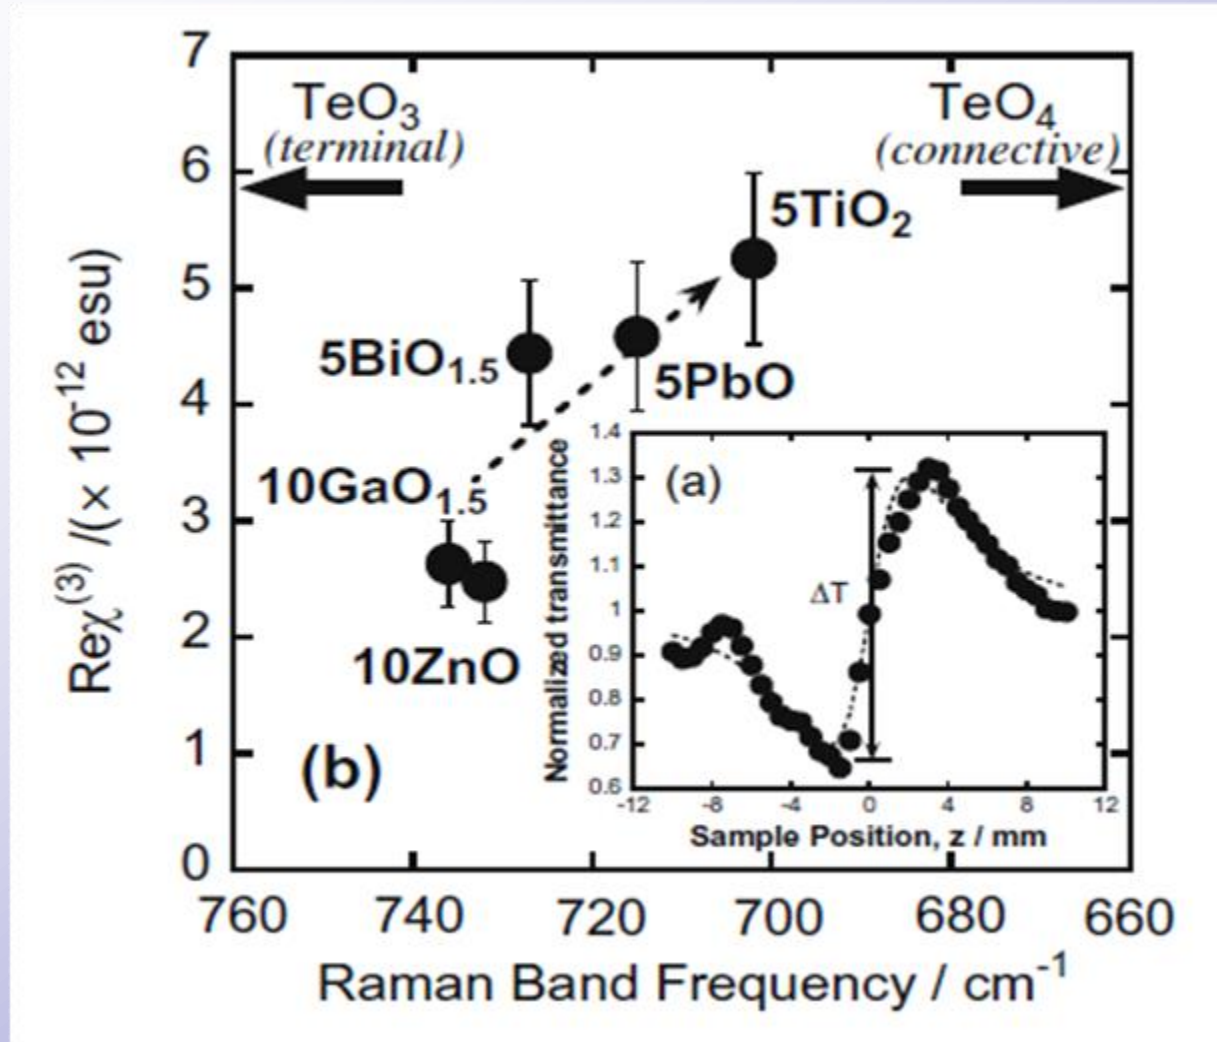 7
6
5
4
3
2
1
0
Reχ⁽³⁾ /(× 10⁻¹² esu)
TeO₃
(terminal)
TeO₄
(connective)
5TiO₂
5BiO₁.₅
5PbO
10GaO₁.₅
10ZnO
(b)
(a)
1.4
1.3
1.2
1.1
1
0.9
0.8
0.7
0.6
Normalized transmittance
ΔT
-12 -8 -4 0 4 8 12
Sample Position, z / mm
760 740 720 700 680 660
Raman Band Frequency / cm⁻¹